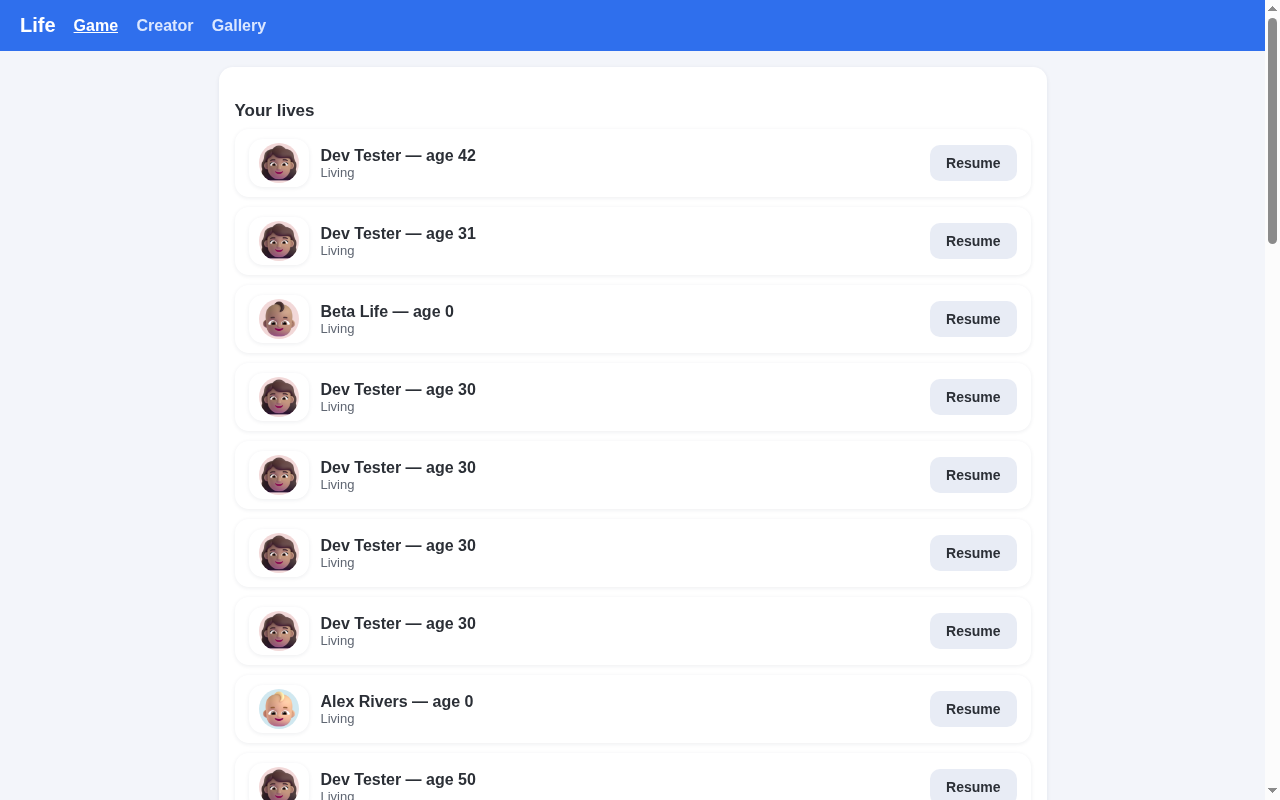 Life Game Creator Gallery
Your lives
Dev Tester — age 42
Living
Resume
Dev Tester — age 31
Living
Resume
Beta Life — age 0
Living
Resume
Dev Tester — age 30
Living
Resume
Dev Tester — age 30
Living
Resume
Dev Tester — age 30
Living
Resume
Dev Tester — age 30
Living
Resume
Alex Rivers — age 0
Living
Resume
Dev Tester — age 50
Living
Resume